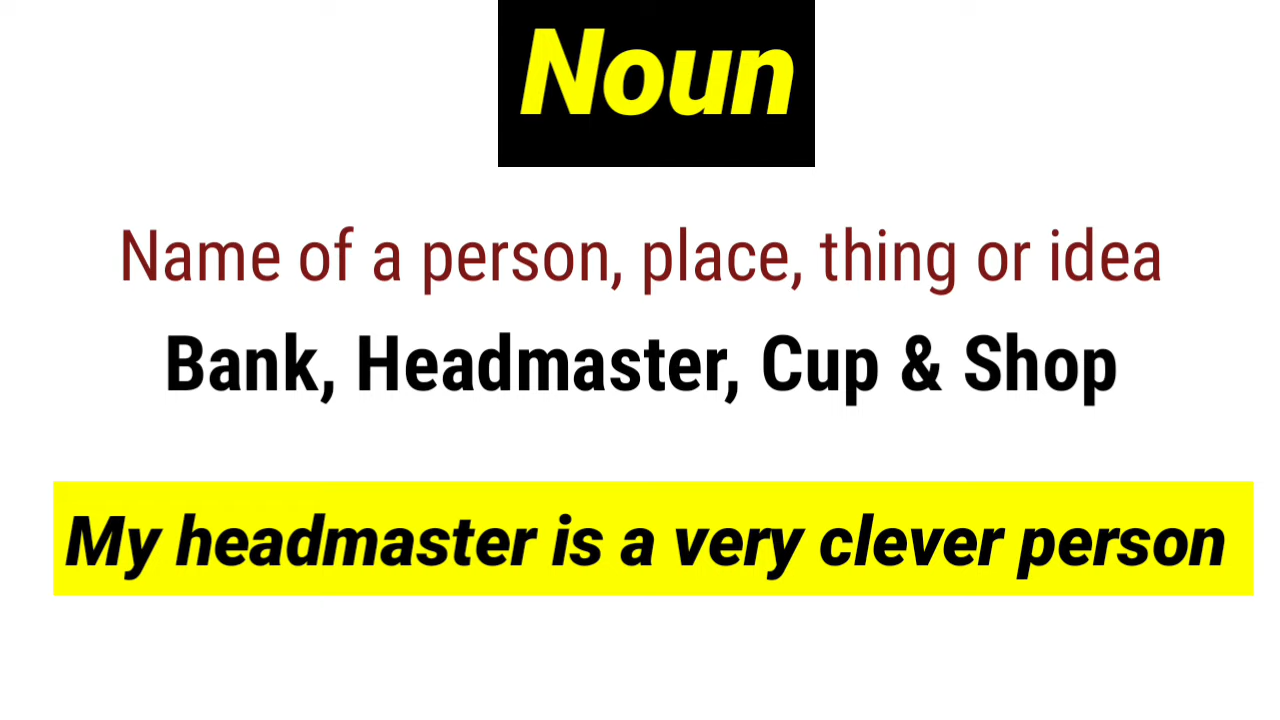 Noun
Name of a person, place, thing or idea
Bank, Headmaster, Cup & Shop
My headmaster is a very clever person